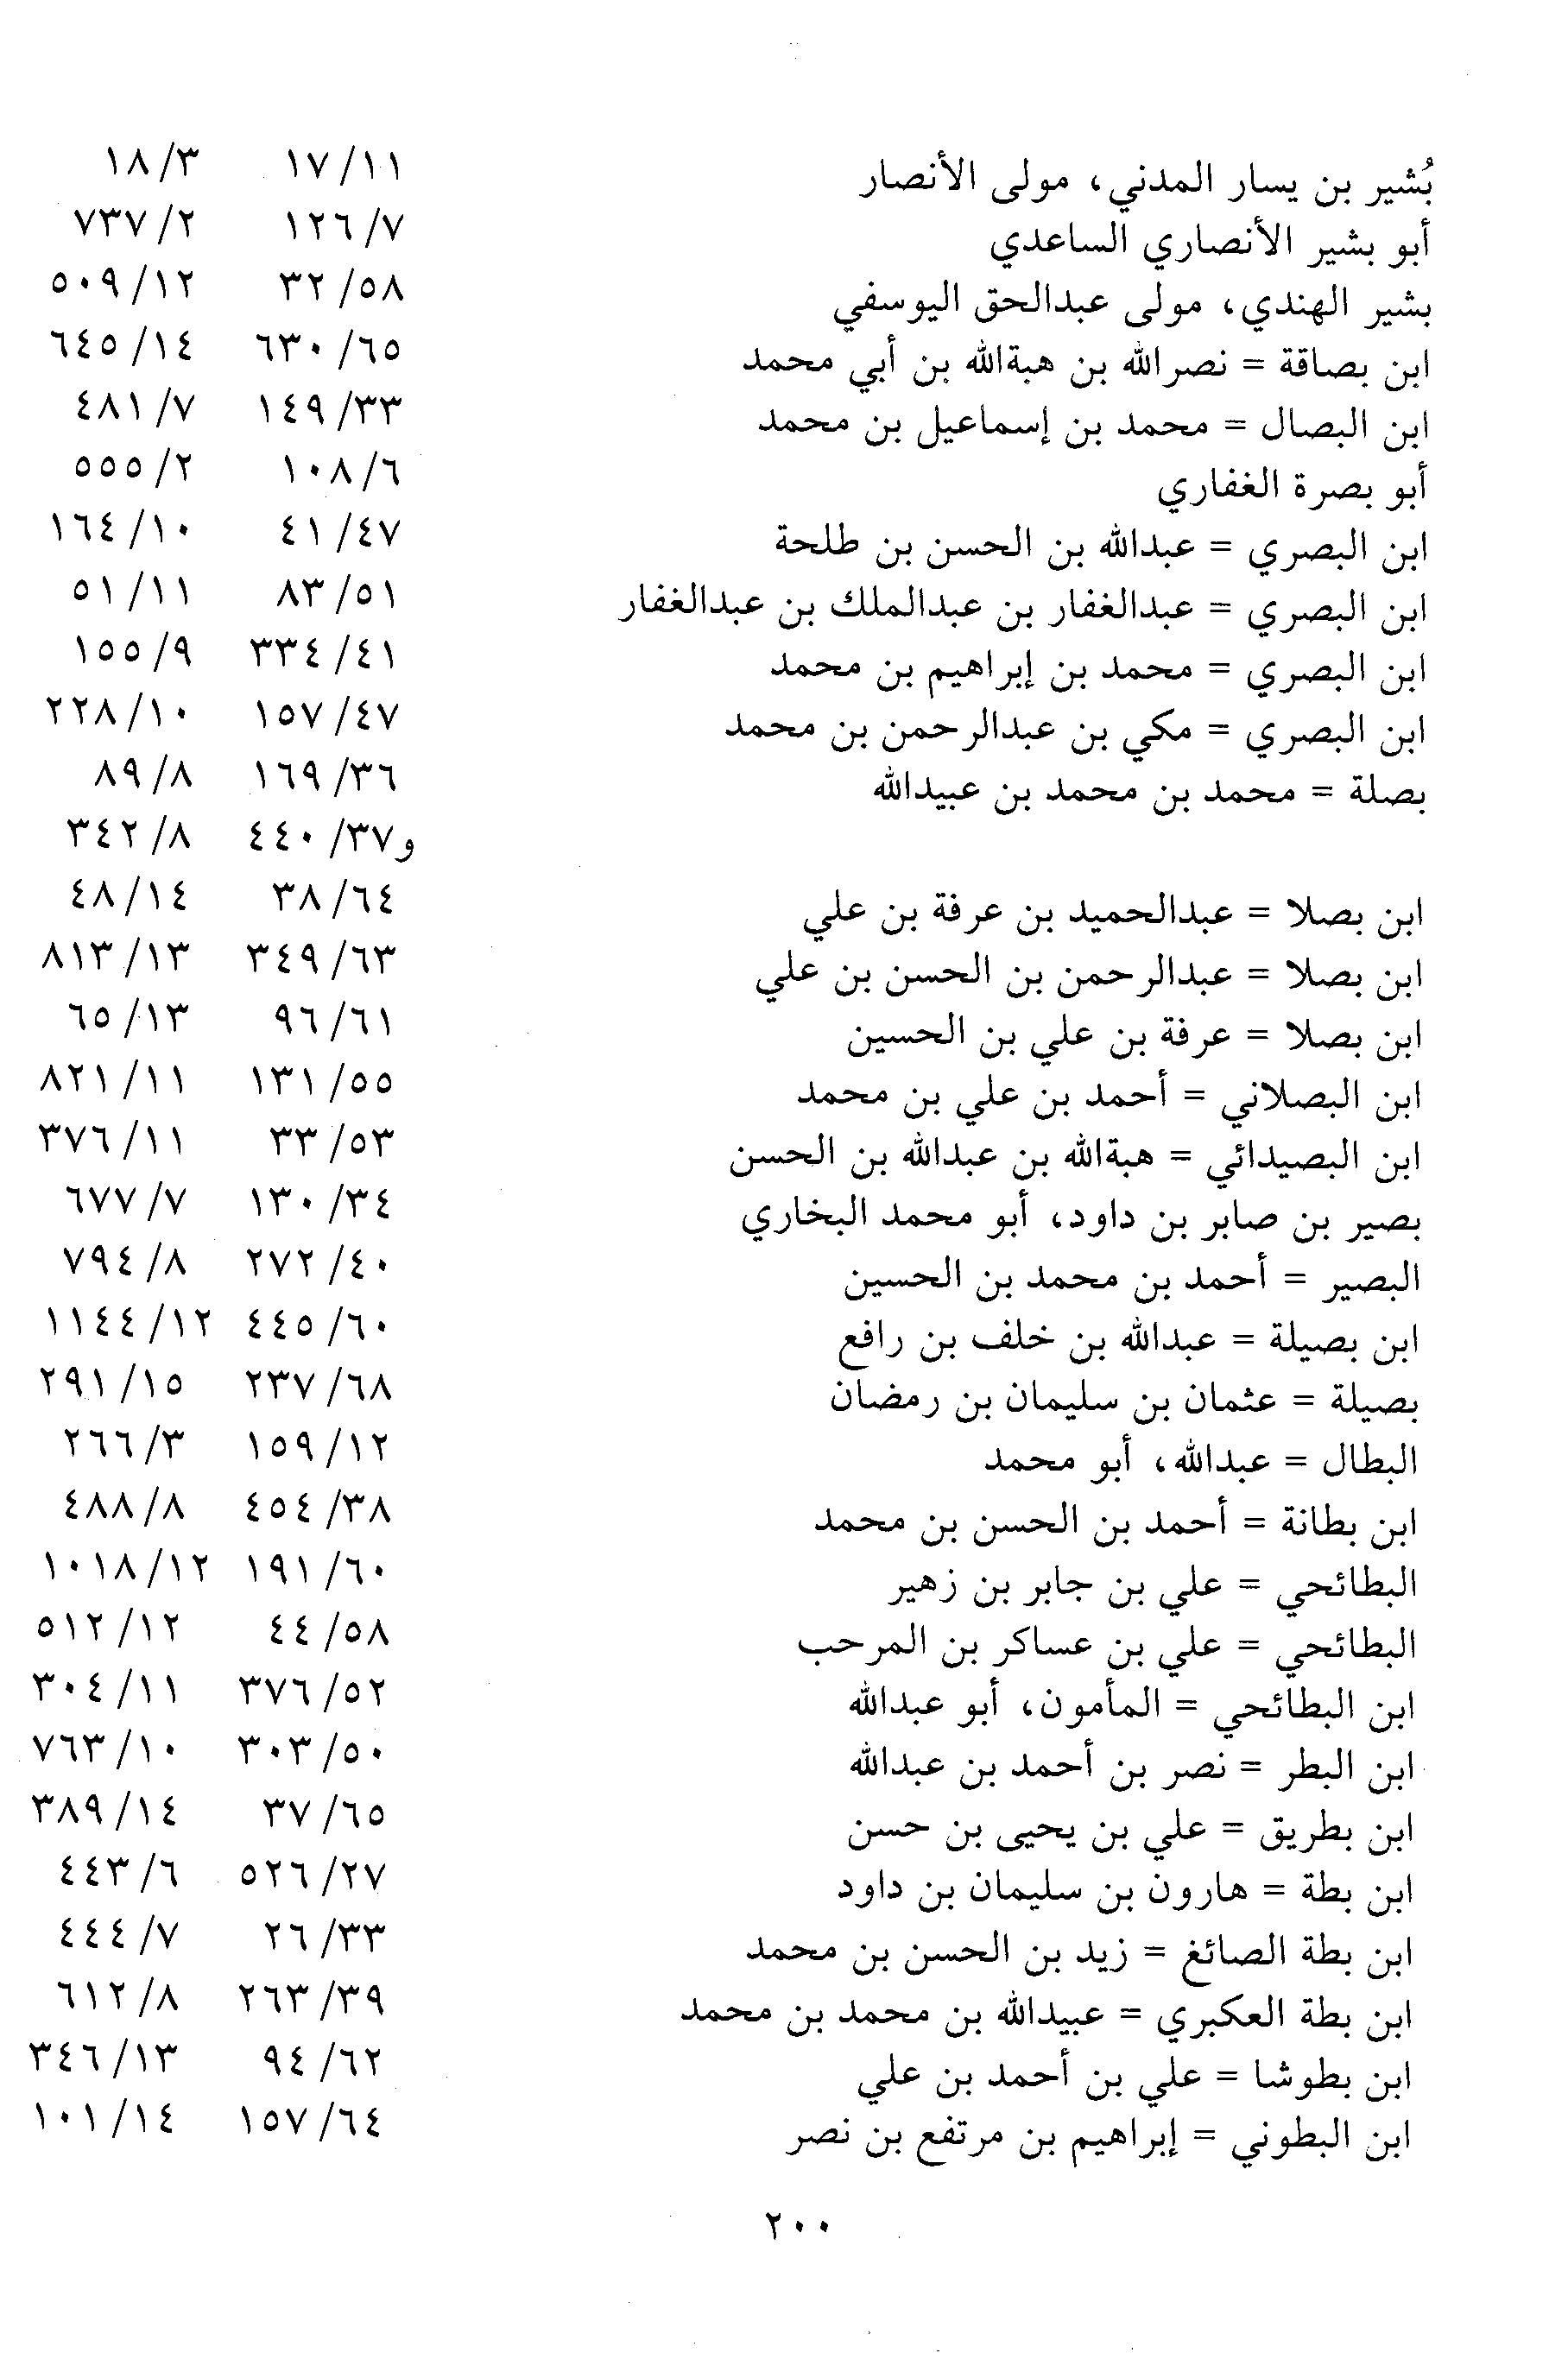 بُشير بن يسار المدني، مولى الأنصار ١٧/١١ ١٨/٣
أبو بشير الأنصاري الساعدي ١٢٦/٧ ٧٣٧/٢
بشير الهندي، مولى عبدالحق اليوسفي ٣٢/٥٨ ٥٠٩/١٢
ابن بصاقة = نصرالله بن هبةالله بن أبي محمد ٦٣٠/٦٥ ٦٤٥/١٤
ابن البصال = محمد بن إسماعيل بن محمد ١٤٩/٣٣ ٤٨١/٧
أبو بصرة الغفاري ١٠٨/٦ ٥٥٥/٢
ابن البصري = عبدالله بن الحسن بن طلحة ٤١/٤٧ ١٦٤/١٠
ابن البصري = عبدالغفار بن عبدالملك بن عبدالغفار ٨٣/٥١ ٥١/١١
ابن البصري = محمد بن إبراهيم بن محمد ٣٣٤/٤١ ١٥٥/٩
ابن البصري = مكي بن عبدالرحمن بن محمد ١٥٧/٤٧ ٢٢٨/١٠
بصلة = محمد بن محمد بن عبيدالله ١٦٩/٣٦ ٨٩/٨
و٤٤٠/٣٧ ٣٤٢/٨
ابن بصلا = عبدالحميد بن عرفة بن علي ٣٨/٦٤ ٤٨/١٤
ابن بصلا = عبدالرحمن بن الحسن بن علي ٣٤٩/٦٣ ٨١٣/١٣
ابن بصلا = عرفة بن علي بن الحسين ٩٦/٦١ ٦٥/١٣
ابن البصلاني = أحمد بن علي بن محمد ١٣١/٥٥ ٨٢١/١١
ابن البصيدائي = هبةالله بن عبدالله بن الحسن ٣٣/٥٣ ٣٧٦/١١
بصير بن صابر بن داود، أبو محمد البخاري ١٣٠/٣٤ ٦٧٧/٧
البصير = أحمد بن محمد بن الحسين ٢٧٢/٤٠ ٧٩٤/٨
ابن بصيلة = عبدالله بن خلف بن رافع ٤٤٥/٦٠ ١١٤٤/١٢
بصيلة = عثمان بن سليمان بن رمضان ٢٣٧/٦٨ ٢٩١/١٥
البطال = عبدالله، أبو محمد ١٥٩/١٢ ٢٦٦/٣
ابن بطانة = أحمد بن الحسن بن محمد ٤٥٤/٣٨ ٤٨٨/٨
البطائحي = علي بن جابر بن زهير ١٩١/٦٠ ١٠١٨/١٢
البطائحي = علي بن عساكر بن المرحب ٤٤/٥٨ ٥١٢/١٢
ابن البطائحي = المأمون، أبو عبدالله ٣٧٦/٥٢ ٣٠٤/١١
ابن البطر = نصر بن أحمد بن عبدالله ٣٠٣/٥٠ ٧٦٣/١٠
ابن بطريق = علي بن يحيى بن حسن ٣٧/٦٥ ٣٨٩/١٤
ابن بطة = هارون بن سليمان بن داود ٥٢٦/٢٧ ٤٤٣/٦
ابن بطة الصائغ = زيد بن الحسن بن محمد ٢٦/٣٣ ٤٤٤/٧
ابن بطة العكبري = عبيدالله بن محمد بن محمد ٢٦٣/٣٩ ٦١٢/٨
ابن بطوشا = علي بن أحمد بن علي ٩٤/٦٢ ٣٤٦/١٣
ابن البطوني = إبراهيم بن مرتفع بن نصر ١٥٧/٦٤ ١٠١/١٤
٢٠٠